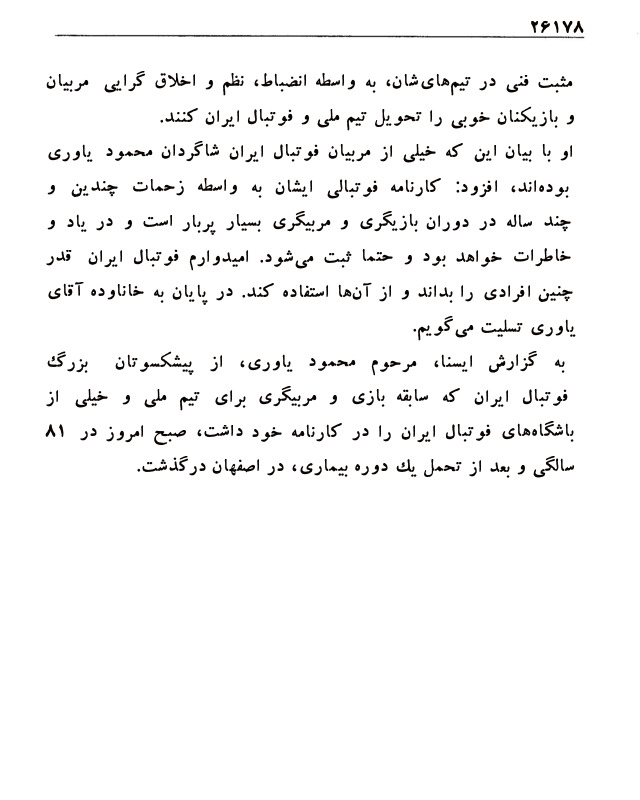 ۲۶۱۷۸
مثبت فنی در تیم‌های‌شان، به واسطه انضباط، نظم و اخلاق گرایی مربیان
و بازیکنان خوبی را تحویل تیم ملی و فوتبال ایران کنند.
او با بیان این که خیلی از مربیان فوتبال ایران شاگردان محمود یاوری
بوده‌اند، افزود: کارنامه فوتبالی ایشان به واسطه زحمات چندین و
چند ساله در دوران بازیگری و مربیگری بسیار پربار است و در یاد و
خاطرات خواهد بود و حتما ثبت می‌شود. امیدوارم فوتبال ایران قدر
چنین افرادی را بداند و از آن‌ها استفاده کند. در پایان به خاناوده آقای
یاوری تسلیت می‌گویم.
به گزارش ایسنا، مرحوم محمود یاوری، از پیشکسوتان بزرگ
فوتبال ایران که سابقه بازی و مربیگری برای تیم ملی و خیلی از
باشگاه‌های فوتبال ایران را در کارنامه خود داشت، صبح امروز در ۸۱
سالگی و بعد از تحمل یك دوره بیماری، در اصفهان درگذشت.